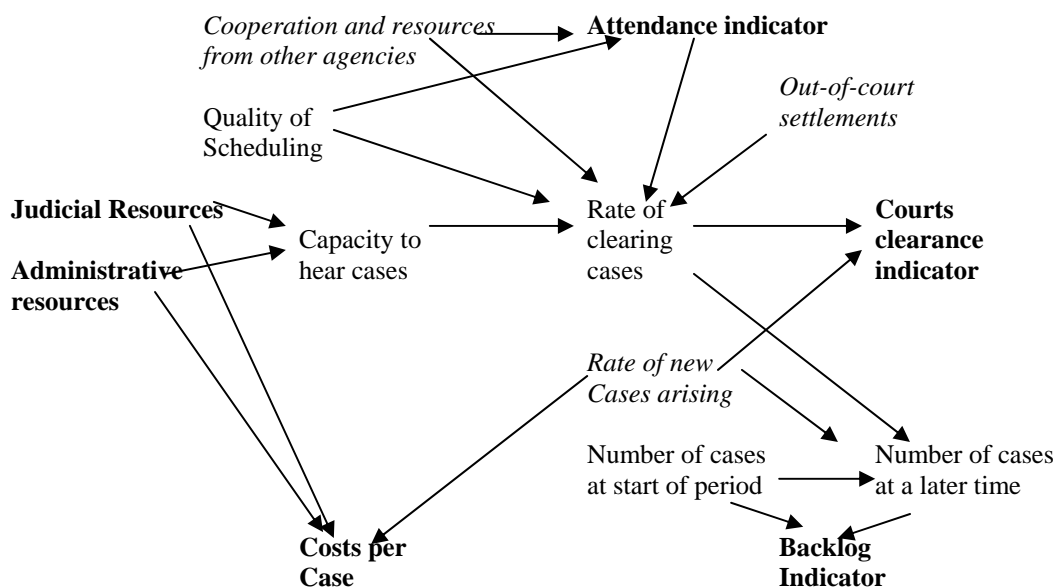 Cooperation and resources
from other agencies
Attendance indicator
Out-of-court
settlements
Quality of
Scheduling
Judicial Resources
Rate of
clearing
cases
Courts
clearance
indicator
Capacity to
hear cases
Administrative
resources
Rate of new
Cases arising
Number of cases
at start of period
Number of cases
at a later time
Costs per
Case
Backlog
Indicator